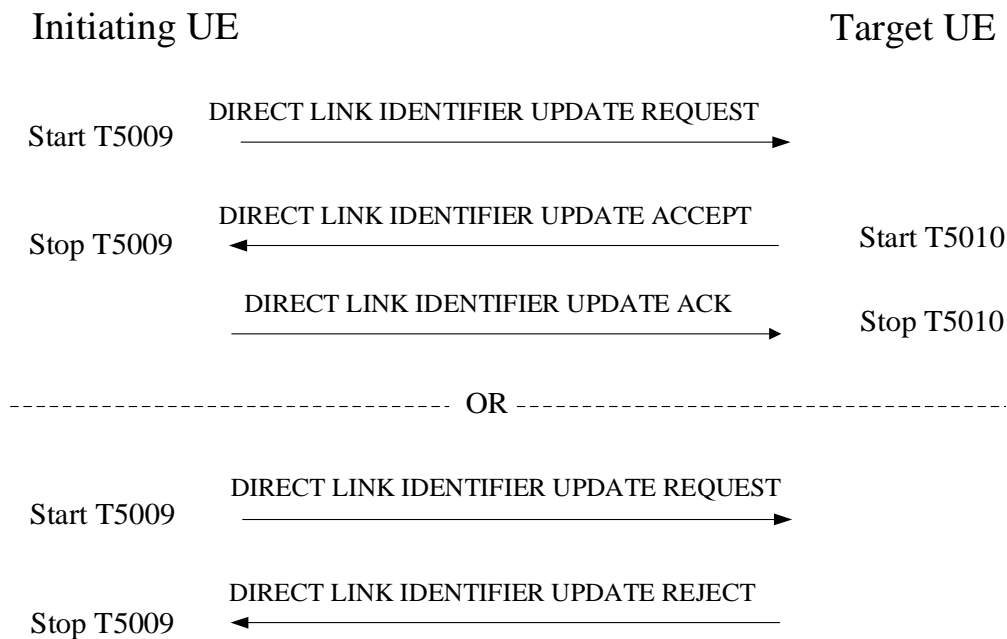 Initiating UE
Target UE
DIRECT LINK IDENTIFIER UPDATE REQUEST
Start T5009
DIRECT LINK IDENTIFIER UPDATE ACCEPT
Stop T5009
Start T5010
DIRECT LINK IDENTIFIER UPDATE ACK
Stop T5010
OR
DIRECT LINK IDENTIFIER UPDATE REQUEST
Start T5009
DIRECT LINK IDENTIFIER UPDATE REJECT
Stop T5009